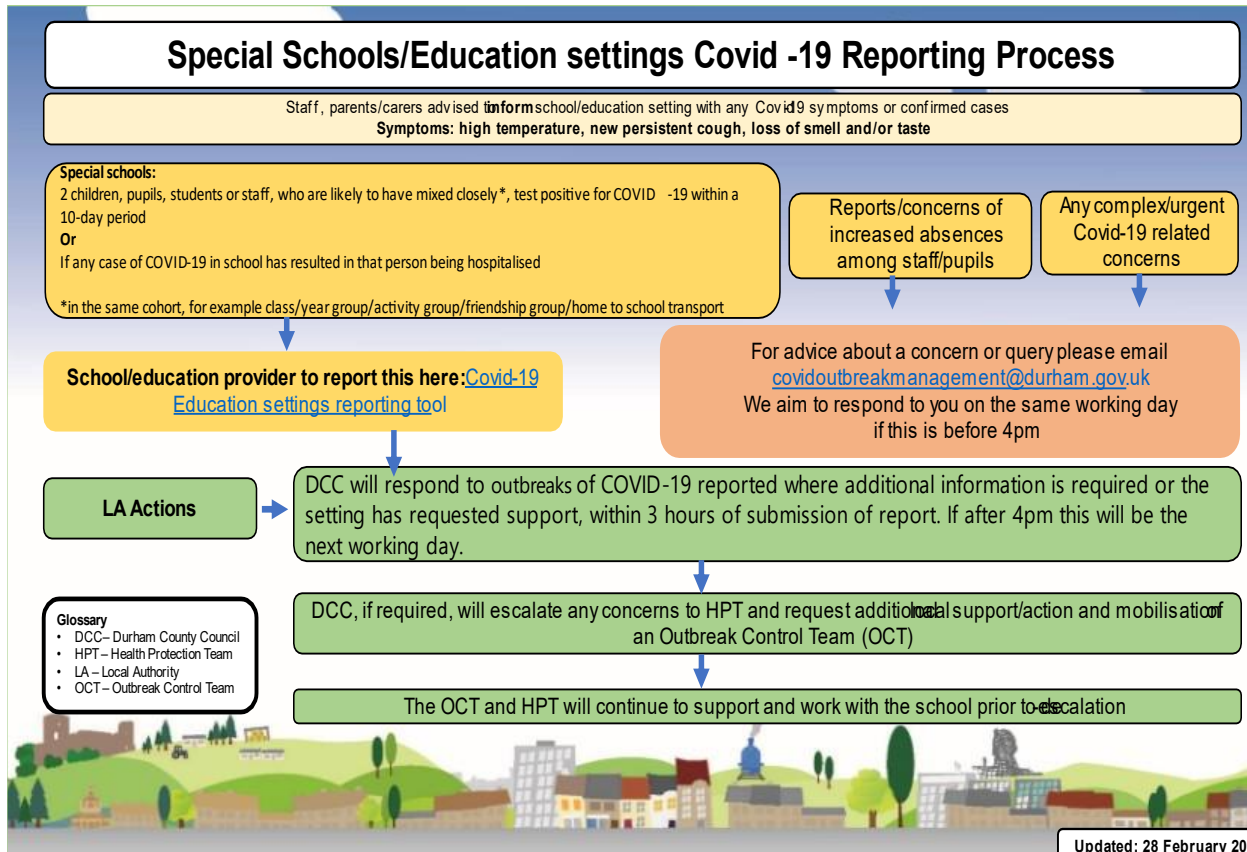 Special Schools/Education settings Covid -19 Reporting Process
Staff, parents/carers advised to inform school/education setting with any Covid-19 symptoms or confirmed cases
Symptoms: high temperature, new persistent cough, loss of smell and/or taste
Special schools:
2 children, pupils, students or staff, who are likely to have mixed closely*, test positive for COVID -19 within a
10-day period
Or
If any case of COVID-19 in school has resulted in that person being hospitalised
*in the same cohort, for example class/year group/activity group/friendship group/home to school transport
Reports/concerns of
increased absences
among staff/pupils
Any complex/urgent
Covid-19 related
concerns
School/education provider to report this here:Covid-19
Education settings reporting tool
For advice about a concern or query please email
covidoutbreakmanagement@durham.gov.uk
We aim to respond to you on the same working day
if this is before 4pm
LA Actions
DCC will respond to outbreaks of COVID-19 reported where additional information is required or the
setting has requested support, within 3 hours of submission of report. If after 4pm this will be the
next working day.
DCC, if required, will escalate any concerns to HPT and request additional local support/action and mobilisation of
an Outbreak Control Team (OCT)
The OCT and HPT will continue to support and work with the school prior to de-escalation
Glossary
• DCC– Durham County Council
• HPT – Health Protection Team
• LA – Local Authority
• OCT – Outbreak Control Team
Updated: 28 February 20